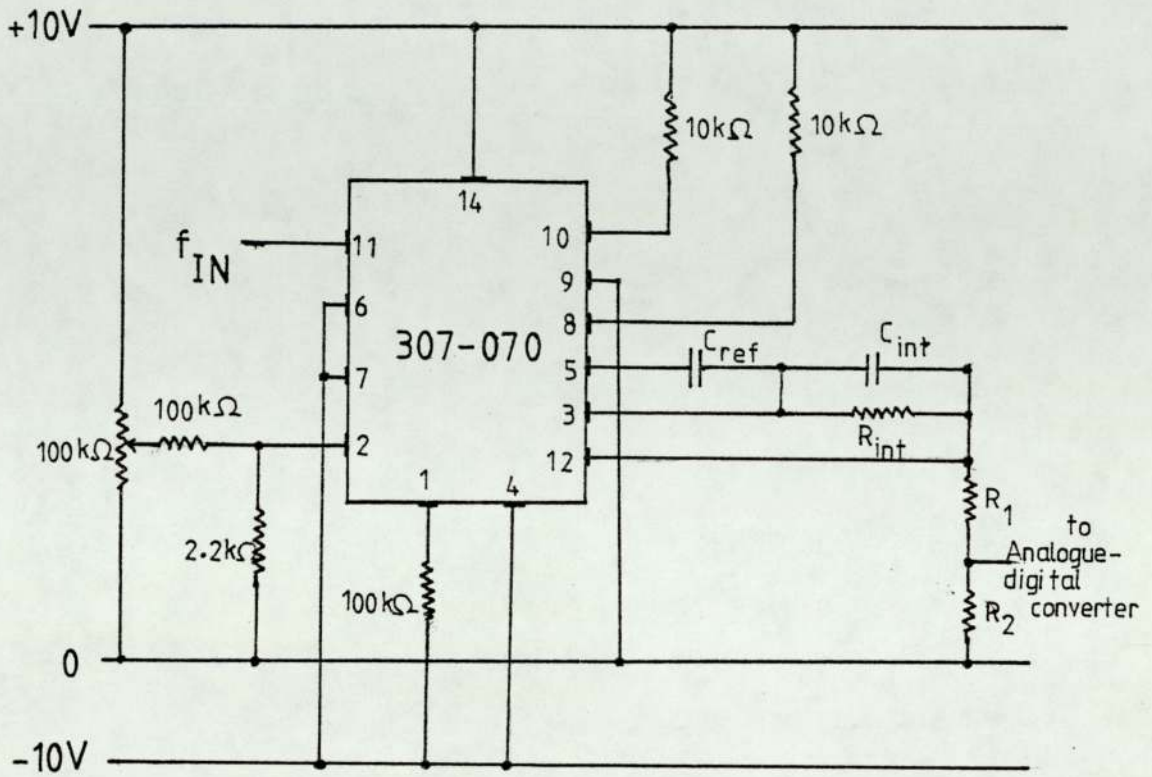 +10V
14
10kΩ
10kΩ
f IN
11
10
9
6
8
307-070
5
C ref
C int
7
3
100kΩ
100kΩ
2
R int
12
1
4
R 1
2.2kΩ
to
Analogue-
digital
converter
100kΩ
R 2
0
-10V